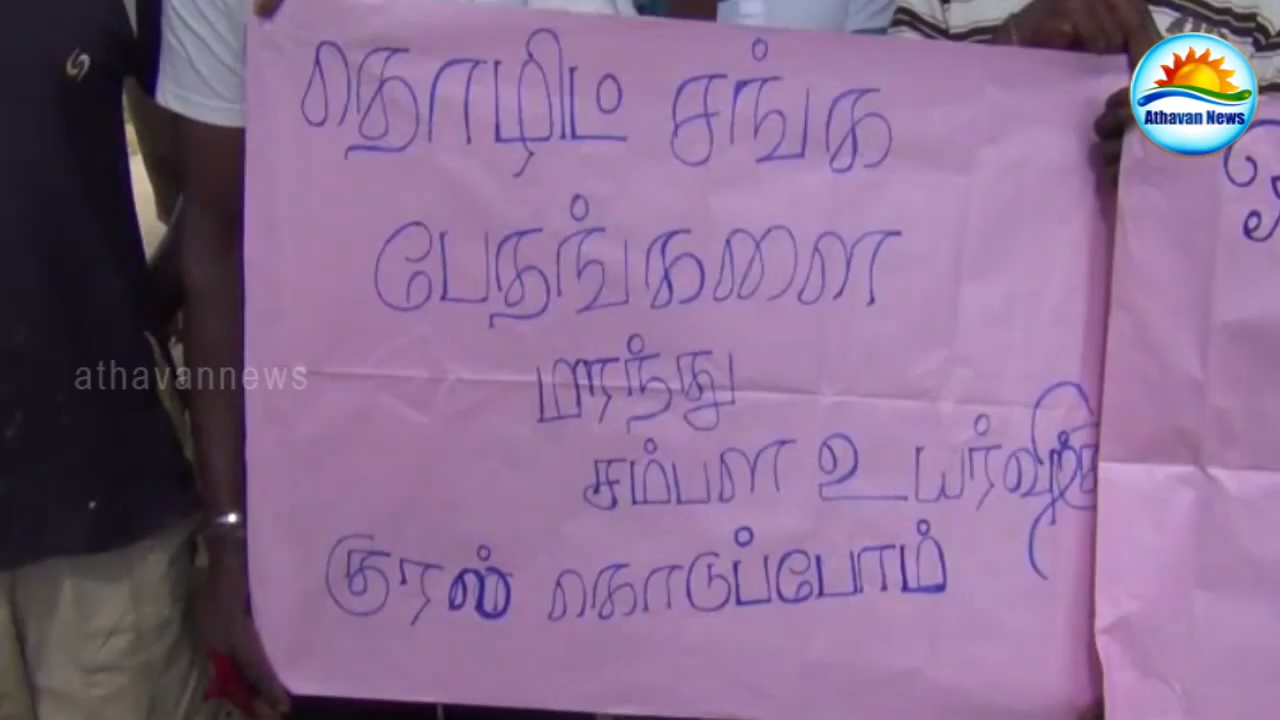 Athavan News
தொழிட சங்க
பேதங்களை
athavannews
மறந்து
சம்பள உயர்விற்கு
குரல் கொடுப்போம்